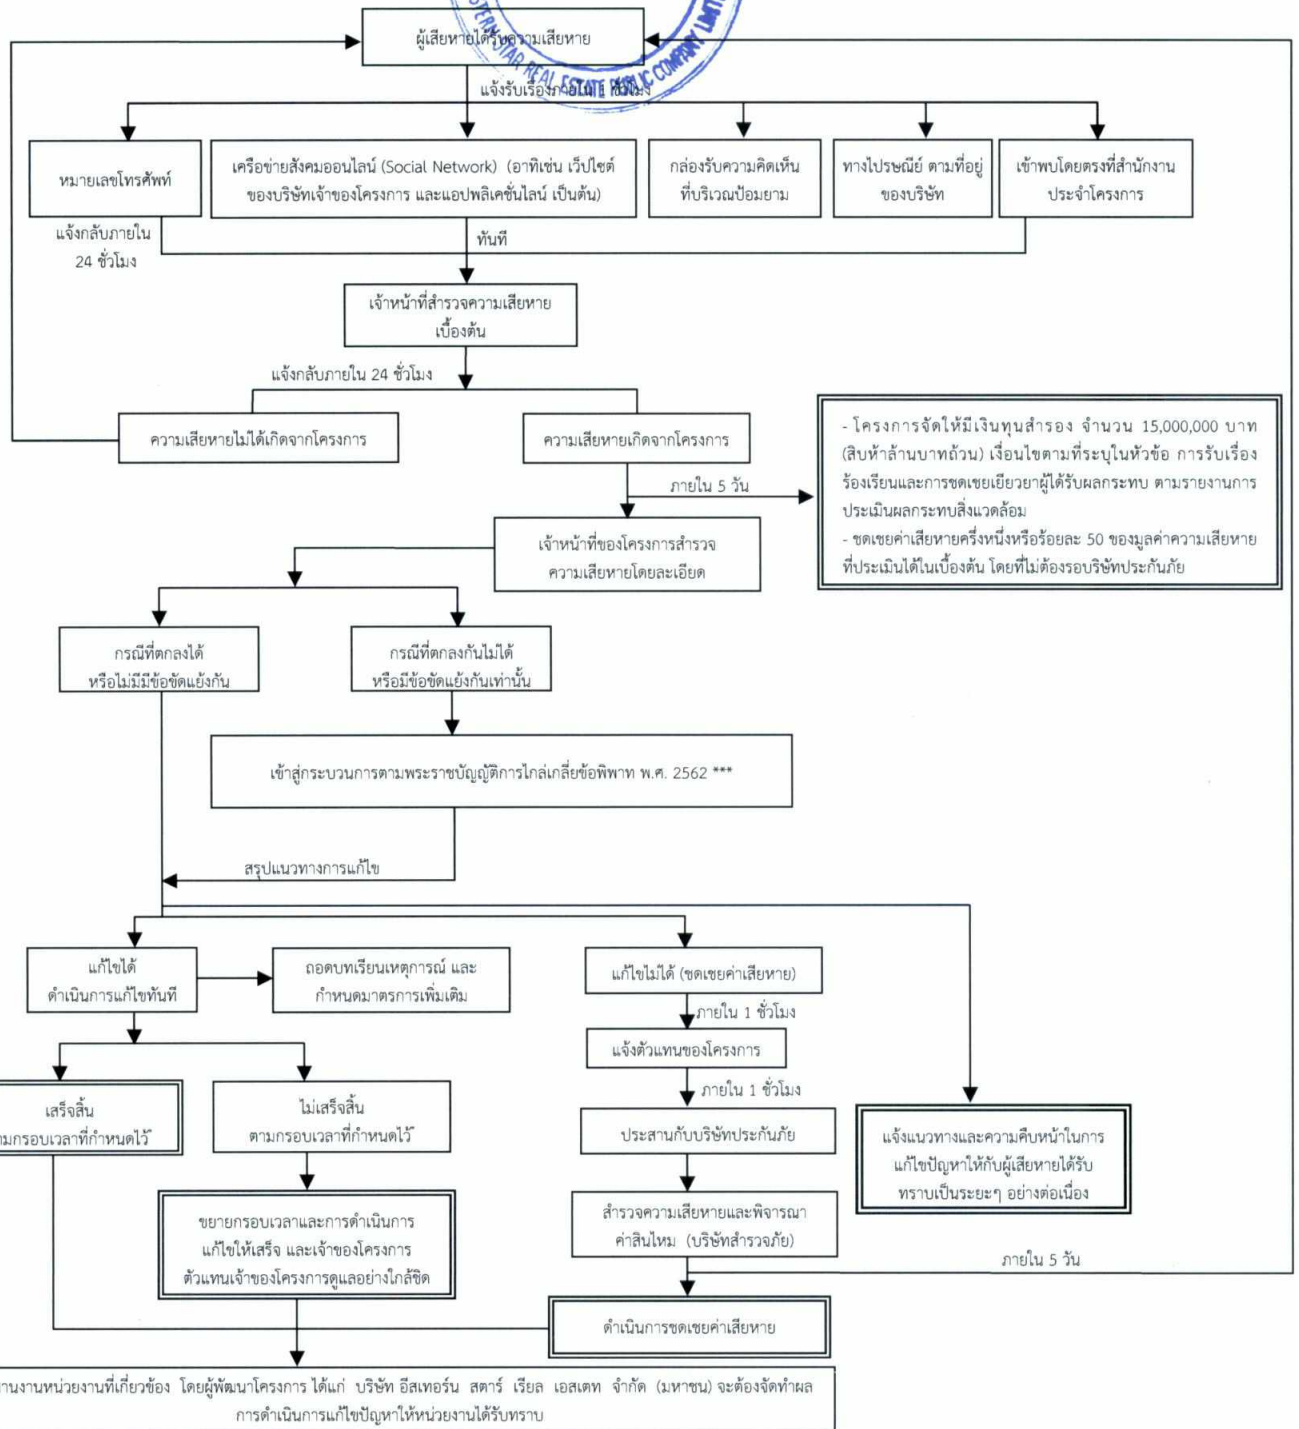 ผู้เสียหายได้รับความเสียหาย
STAR REAL ESTATE PUBLIC COMPANY
แจ้งรับเรื่องภายใน 1 ชั่วโมง
หมายเลขโทรศัพท์
เครือข่ายสังคมออนไลน์ (Social Network) (อาทิเช่น เว็บไซต์
ของบริษัทเจ้าของโครงการ และแอปพลิเคชั่นไลน์ เป็นต้น)
กล่องรับความคิดเห็น
ที่บริเวณป้อมยาม
ทางไปรษณีย์ ตามที่อยู่
ของบริษัท
เข้าพบโดยตรงที่สำนักงาน
ประจำโครงการ
แจ้งกลับภายใน
24 ชั่วโมง
ทันที
เจ้าหน้าที่สำรวจความเสียหาย
เบื้องต้น
แจ้งกลับภายใน 24 ชั่วโมง
ความเสียหายไม่ได้เกิดจากโครงการ
ความเสียหายเกิดจากโครงการ
- โครงการจัดให้มีเงินทุนสำรอง จำนวน 15,000,000 บาท
(สิบห้าล้านบาทถ้วน) เงื่อนไขตามที่ระบุในหัวข้อ การรับเรื่อง
ร้องเรียนและการชดเชยเยียวยาผู้ได้รับผลกระทบ ตามรายงานการ
ประเมินผลกระทบสิ่งแวดล้อม
- ชดเชยค่าเสียหายครึ่งหนึ่งหรือร้อยละ 50 ของมูลค่าความเสียหาย
ที่ประเมินได้ในเบื้องต้น โดยที่ไม่ต้องรอบริษัทประกันภัย
ภายใน 5 วัน
เจ้าหน้าที่ของโครงการสำรวจ
ความเสียหายโดยละเอียด
กรณีที่ตกลงได้
หรือไม่มีมีข้อขัดแย้งกัน
กรณีที่ตกลงกันไม่ได้
หรือมีข้อขัดแย้งกันเท่านั้น
เข้าสู่กระบวนการตามพระราชบัญญัติการไกล่เกลี่ยข้อพิพาท พ.ศ. 2562 ***
สรุปแนวทางการแก้ไข
แก้ไขได้
ดำเนินการแก้ไขทันที
ถอดบทเรียนเหตุการณ์ และ
กำหนดมาตรการเพิ่มเติม
แก้ไขไม่ได้ (ชดเชยค่าเสียหาย)
ภายใน 1 ชั่วโมง
แจ้งตัวแทนของโครงการ
ภายใน 1 ชั่วโมง
เสร็จสิ้น
ามกรอบเวลาที่กำหนดไว้
ไม่เสร็จสิ้น
ตามกรอบเวลาที่กำหนดไว้
ประสานกับบริษัทประกันภัย
แจ้งแนวทางและความคืบหน้าในการ
แก้ไขปัญหาให้กับผู้เสียหายได้รับ
ทราบเป็นระยะๆ อย่างต่อเนื่อง
ขยายกรอบเวลาและการดำเนินการ
แก้ไขให้เสร็จ และเจ้าของโครงการ
ตัวแทนเจ้าของโครงการดูแลอย่างใกล้ชิด
สำรวจความเสียหายและพิจารณา
ค่าสินไหม (บริษัทสำรวจภัย)
ภายใน 5 วัน
ดำเนินการชดเชยค่าเสียหาย
านงานหน่วยงานที่เกี่ยวข้อง โดยผู้พัฒนาโครงการ ได้แก่ บริษัท อีสเทอร์น สตาร์ เรียล เอสเตท จำกัด (มหาชน) จะต้องจัดทำผล
การดำเนินการแก้ไขปัญหาให้หน่วยงานได้รับทราบ